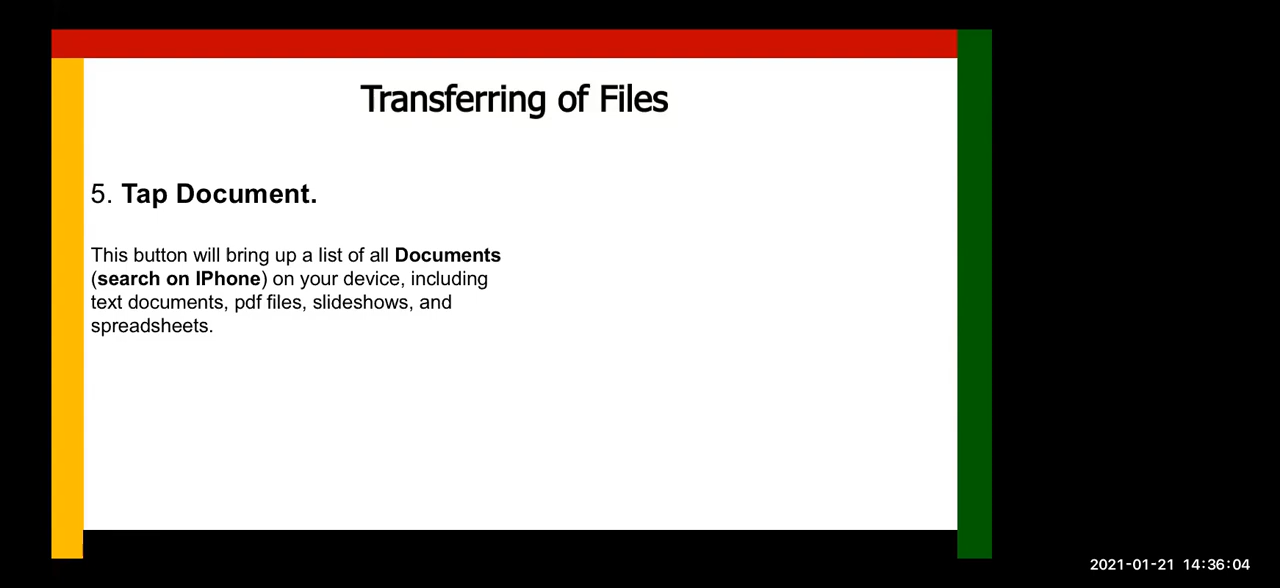 Transferring of Files
5. Tap Document.
This button will bring up a list of all Documents
(search on IPhone) on your device, including
text documents, pdf files, slideshows, and
spreadsheets.
2021-01-21 14:36:04